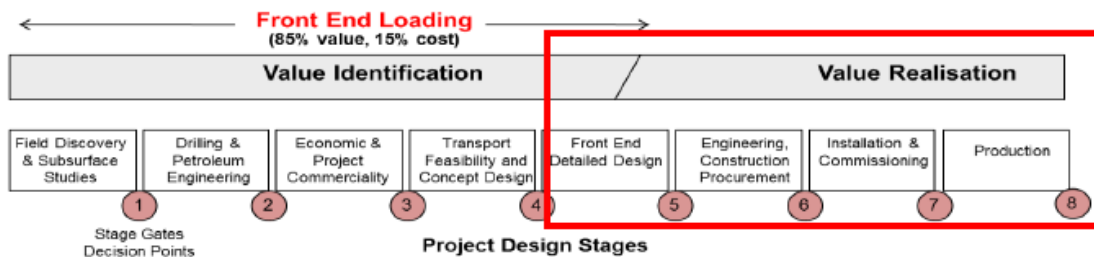 Front End Loading
(85% value, 15% cost)
Value Identification
Value Realisation
Field Discovery
& Subsurface
Studies
Drilling &
Petroleum
Engineering
Economic &
Project
Commerciality
Transport
Feasibility and
Concept Design
Front End
Detailed Design
Engineering,
Construction
Procurement
Installation &
Commissioning
Production
1
2
3
4
5
6
7
8
Stage Gates
Decision Points
Project Design Stages